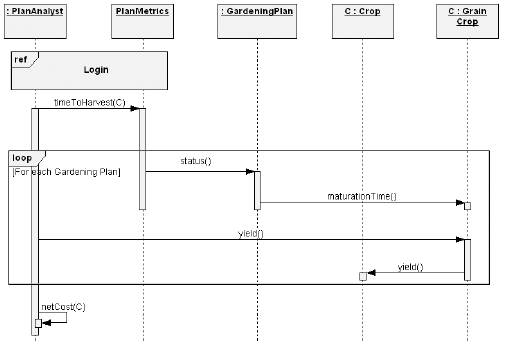 : PlanAnalyst
PlanMetrics
: GardeningPlan
C : Crop
C : Grain
Crop
ref
Login
timeToHarvest(C)
loop
[For each Gardening Plan]
status()
maturationTime()
yield()
yield()
netCost(C)